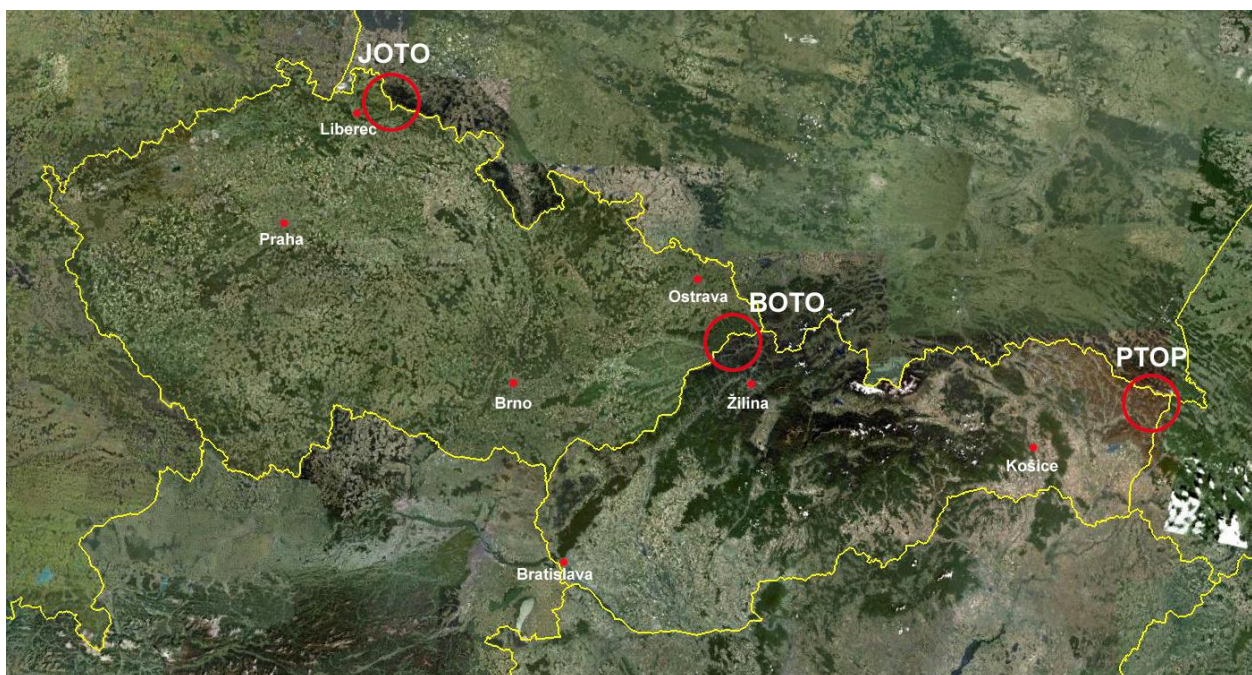 JOTO
Liberec
Praha
Ostrava
BOTO
PTOP
Brno
Žilina
Košice
Bratislava